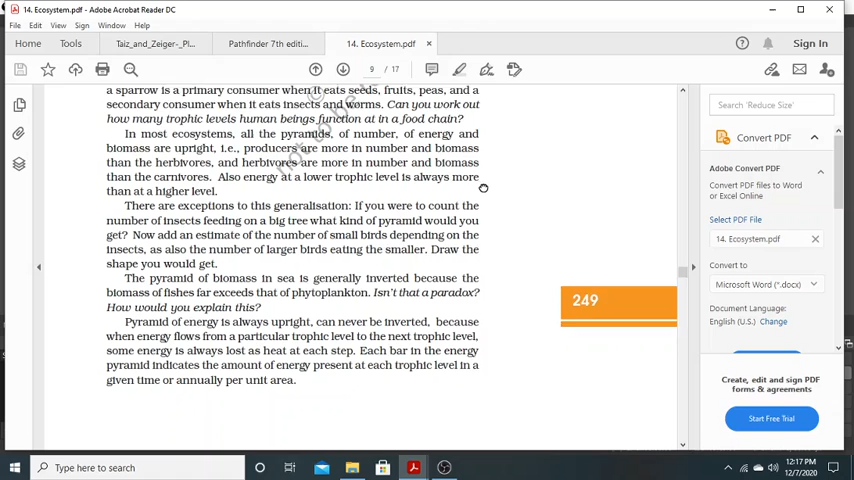 14. Ecosystem.pdf - Adobe Acrobat Reader DC
File Edit View Sign Window Help
Home Tools Taiz_and_Zeiger-_Pl... Pathfinder 7th editi... 14. Ecosystem.pdf × Sign In
9 / 17
a sparrow is a primary consumer when it eats seeds, fruits, peas, and a
secondary consumer when it eats insects and worms. Can you work out
how many trophic levels human beings function at in a food chain?
In most ecosystems, all the pyramids, of number, of energy and
biomass are upright, i.e., producers are more in number and biomass
than the herbivores, and herbivores are more in number and biomass
than the carnivores. Also energy at a lower trophic level is always more
than at a higher level.
There are exceptions to this generalisation: If you were to count the
number of insects feeding on a big tree what kind of pyramid would you
get? Now add an estimate of the number of small birds depending on the
insects, as also the number of larger birds eating the smaller. Draw the
shape you would get.
The pyramid of biomass in sea is generally inverted because the
biomass of fishes far exceeds that of phytoplankton. Isn't that a paradox?
How would you explain this?
Pyramid of energy is always upright, can never be inverted, because
when energy flows from a particular trophic level to the next trophic level,
some energy is always lost as heat at each step. Each bar in the energy
pyramid indicates the amount of energy present at each trophic level in a
given time or annually per unit area.
© not to be
249
Search 'Reduce Size'
Convert PDF
Adobe Convert PDF
Convert PDF files to Word
or Excel Online
Select PDF File
14. Ecosystem.pdf
Convert to
Microsoft Word (*.docx)
Document Language:
English (U.S.) Change
Create, edit and sign PDF
forms & agreements
Start Free Trial
Type here to search
12:17 PM
12/7/2020